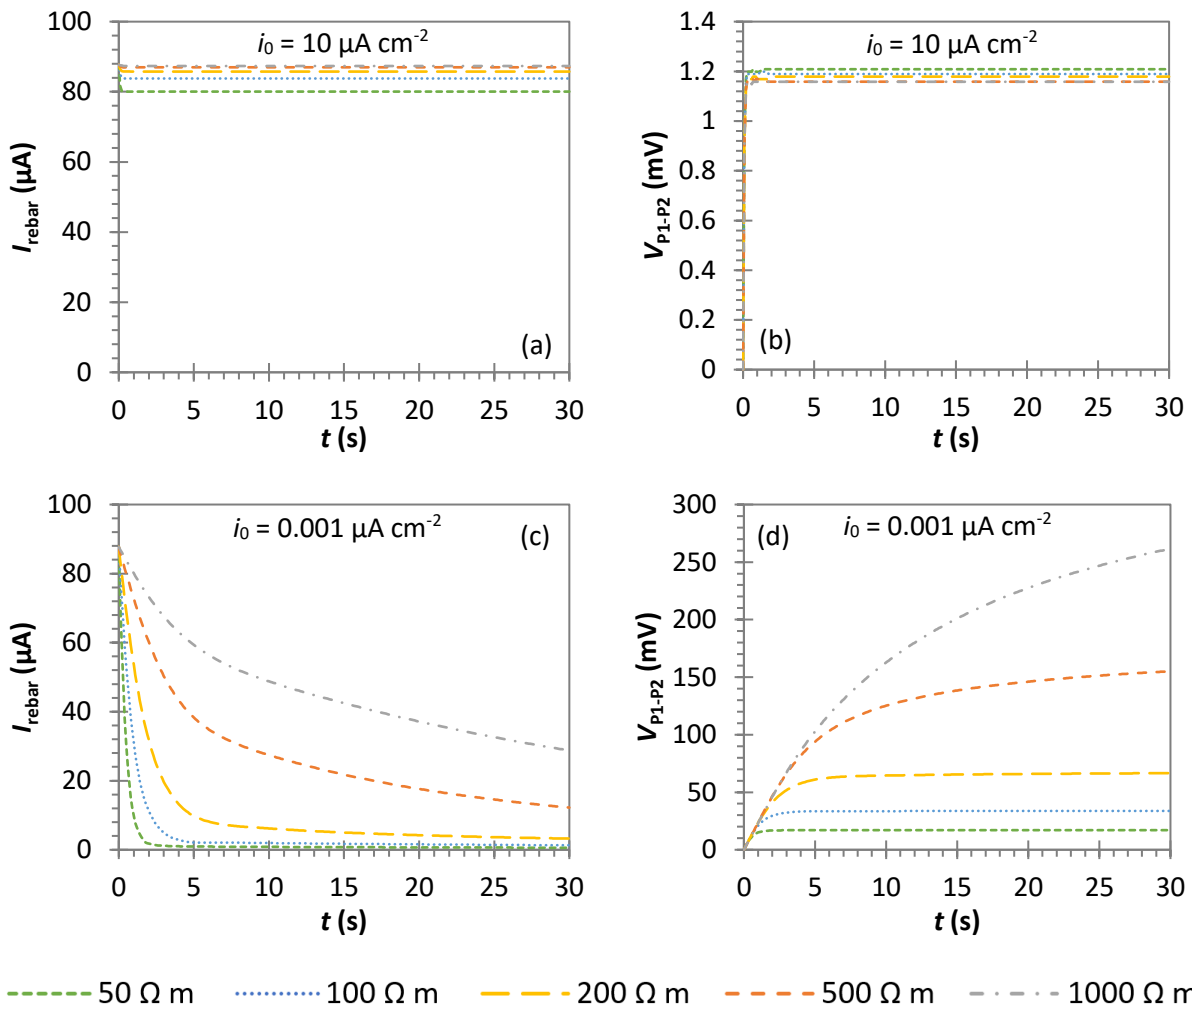 i₀ = 10 µA cm⁻²
100
80
60
40
20
0
I_rebar (µA)
(a)
0 5 10 15 20 25 30
t (s)
i₀ = 10 µA cm⁻²
1.4
1.2
1
0.8
0.6
0.4
0.2
0
V_P1-P2 (mV)
(b)
0 5 10 15 20 25 30
t (s)
i₀ = 0.001 µA cm⁻²
100
80
60
40
20
0
I_rebar (µA)
(c)
0 5 10 15 20 25 30
t (s)
i₀ = 0.001 µA cm⁻²
300
250
200
150
100
50
0
V_P1-P2 (mV)
(d)
0 5 10 15 20 25 30
t (s)
50 Ω m 100 Ω m 200 Ω m 500 Ω m 1000 Ω m